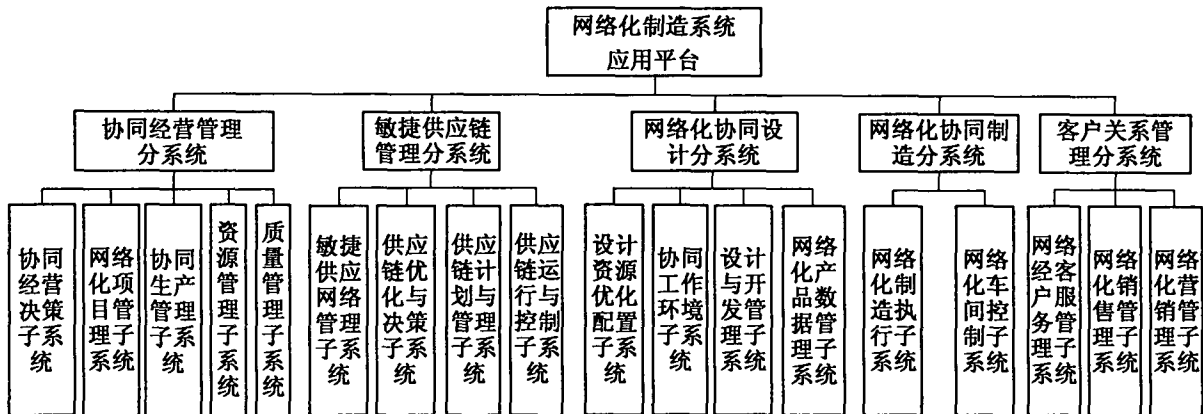 网络化制造系统
应用平台
协同经营管理
分系统
敏捷供应链
管理分系统
网络化协同设
计分系统
网络化协同制
造分系统
客户关系管
理分系统
协同经营决策子系统
网络化项目管理子系统
协同生产管理子系统
资源管理子系统
质量管理子系统
敏捷供应网络管理子系统
供应链优化与决策子系统
供应链计划与管理子系统
供应链运行与控制子系统
设计资源优化配置子系统
协同工作环境子系统
设计与开发管理子系统
网络化产品数据管理子系统
网络化制造执行子系统
网络化车间控制子系统
网络经客户服务管理子系统
网络化销售管理子系统
网络化营销管理子系统